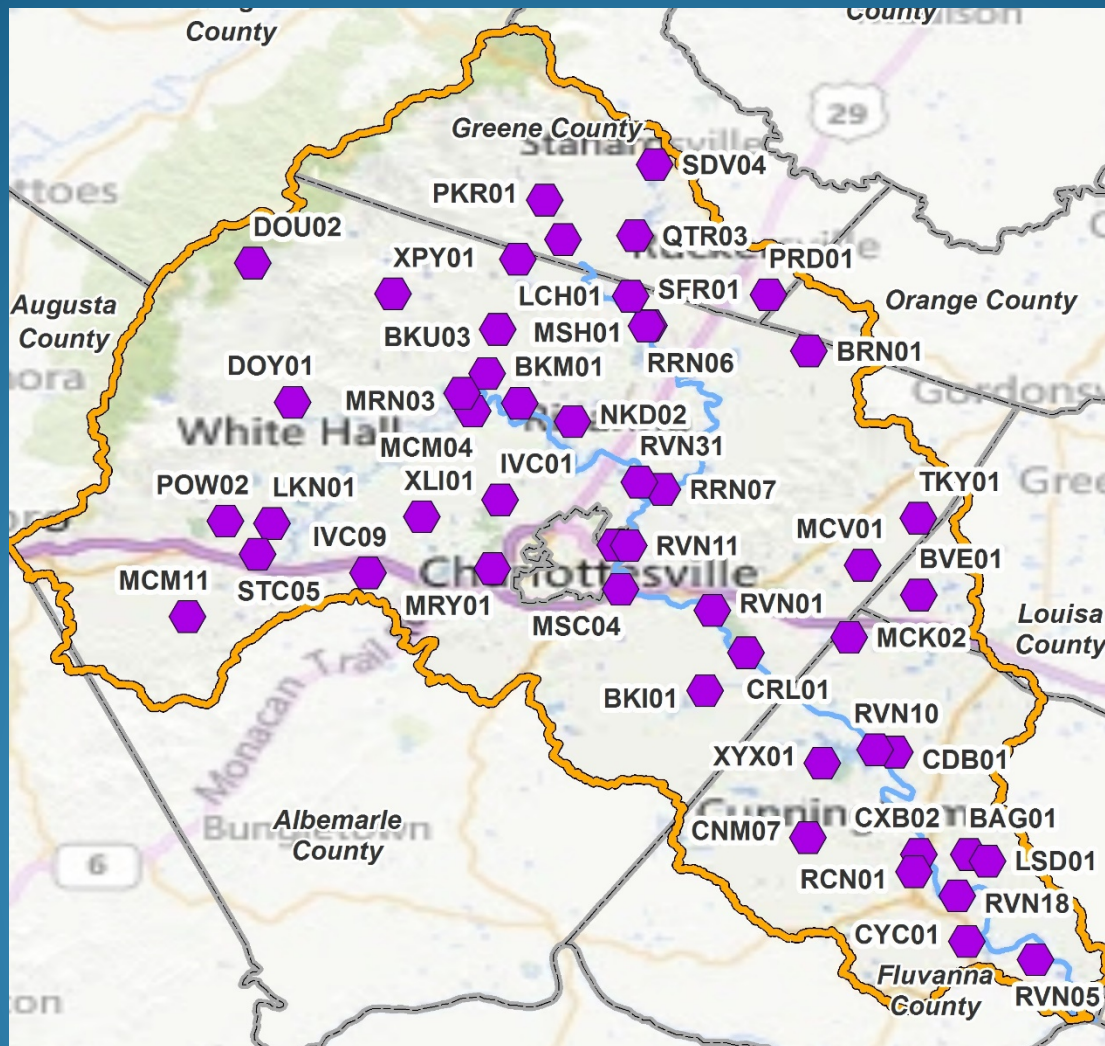 County
County
Greene County
29
SDV04
PKR01
DOU02
QTR03
XPY01
PRD01
LCH01
SFR01
Augusta
County
Orange County
BKU03
MSH01
BKM01
RRN06
BRN01
DOY01
MRN03
NKD02
White Hall
MCM04
RVN31
IVC01
TKY01
POW02
LKN01
XLI01
RRN07
MCV01
IVC09
RVN11
BVE01
Charlottesville
MCM11
STC05
MRY01
MSC04
RVN01
Louisa
County
MCK02
BKI01
CRL01
Monacan Trail
RVN10
XYX01
CDB01
Albemarle
County
Bungletown
CXB02
BAG01
CNM07
6
LSD01
RCN01
RVN18
CYC01
Fluvanna
County
RVN05